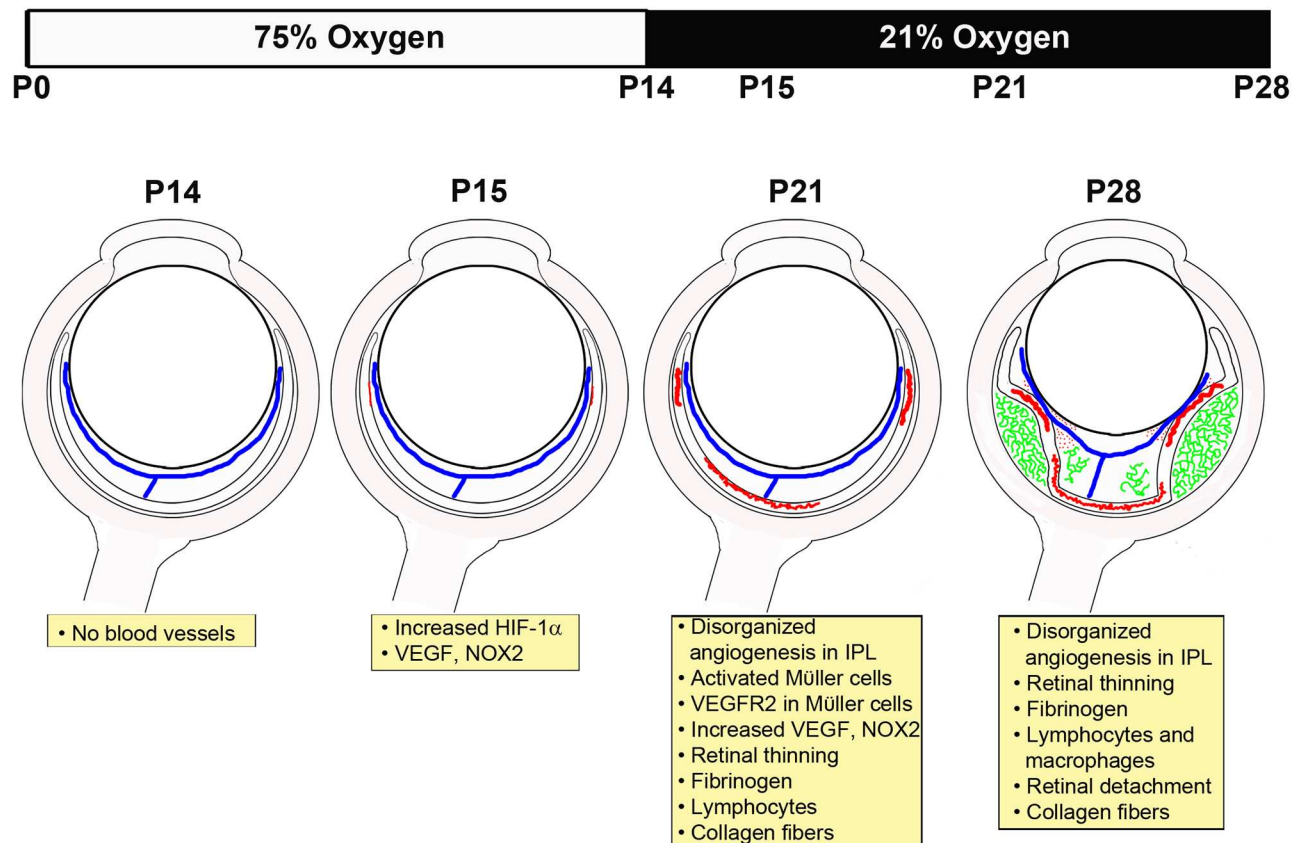 75% Oxygen
21% Oxygen
P0
P14
P15
P21
P28
P14
P15
P21
P28
• No blood vessels
• Increased HIF-1α
• VEGF, NOX2
• Disorganized
angiogenesis in IPL
• Activated Müller cells
• VEGFR2 in Müller cells
• Increased VEGF, NOX2
• Retinal thinning
• Fibrinogen
• Lymphocytes
• Collagen fibers
• Disorganized
angiogenesis in IPL
• Retinal thinning
• Fibrinogen
• Lymphocytes and
macrophages
• Retinal detachment
• Collagen fibers